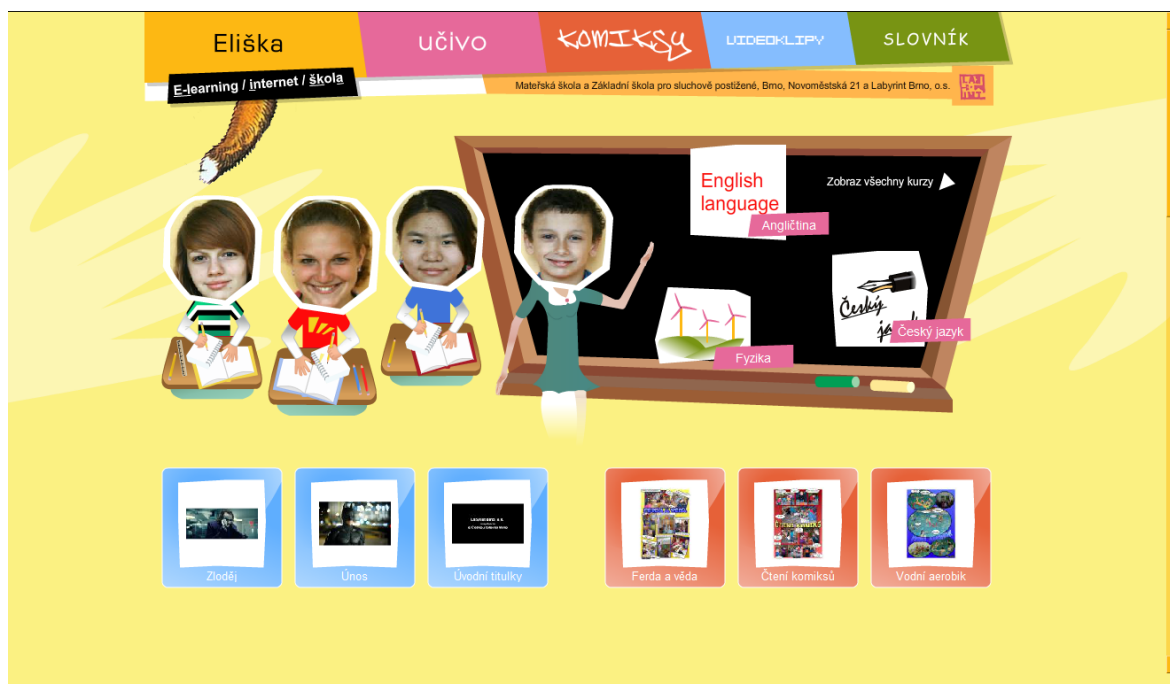 Eliška
učivo
KOMIKSY
VIDEOKLIPY
SLOVNÍK
E-learning / internet / škola
Mateřská škola a Základní škola pro sluchově postižené, Brno, Novoměstská 21 a Labyrint Brno, o.s.
English
language
Angličtina
Zobraz všechny kurzy
Český
Český jazyk
Fyzika
Zloděj
Únos
Úvodní titulky
Ferda a věda
Čtení komiksů
Vodní aerobik